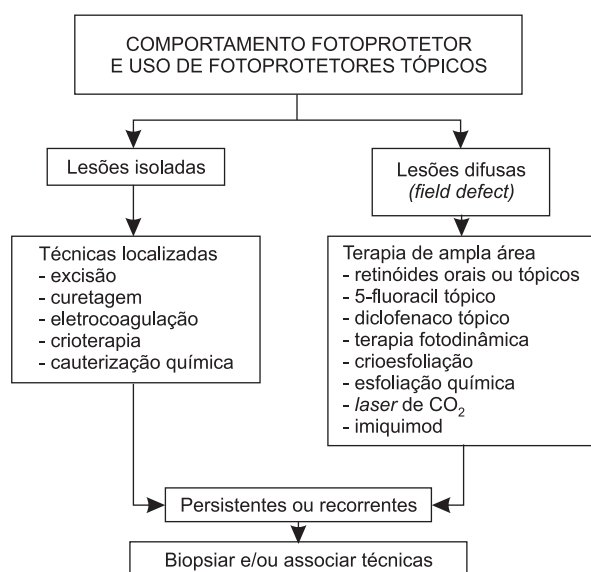 COMPORTAMENTO FOTOPROTETOR
E USO DE FOTOPROTETORES TÓPICOS
Lesões isoladas
Lesões difusas
(field defect)
Técnicas localizadas
- excisão
- curetagem
- eletrocoagulação
- crioterapia
- cauterização química
Terapia de ampla área
- retinóides orais ou tópicos
- 5-fluoracil tópico
- diclofenaco tópico
- terapia fotodinâmica
- crioesfoliação
- esfoliação química
- laser de CO₂
- imiquimod
Persistentes ou recorrentes
Biopsiar e/ou associar técnicas